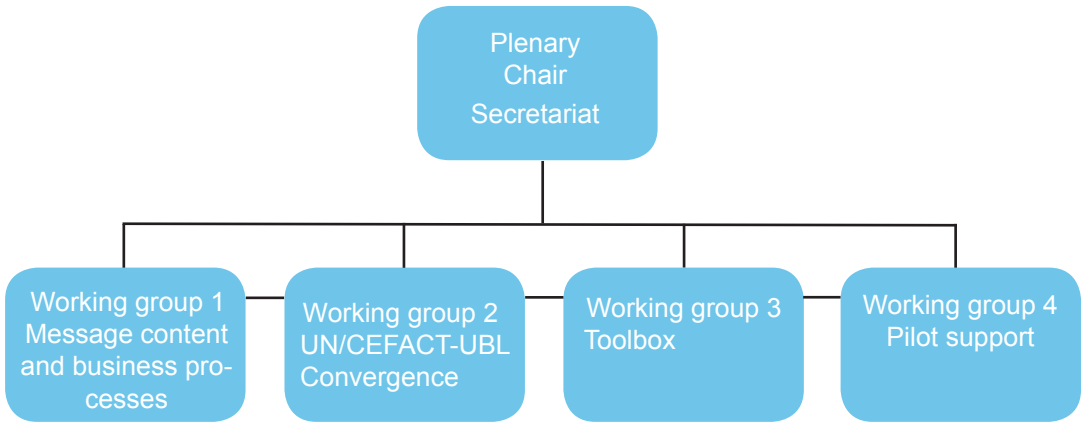 Plenary
Chair
Secretariat
Working group 1
Message content
and business pro-
cesses
Working group 2
UN/CEFACT-UBL
Convergence
Working group 3
Toolbox
Working group 4
Pilot support